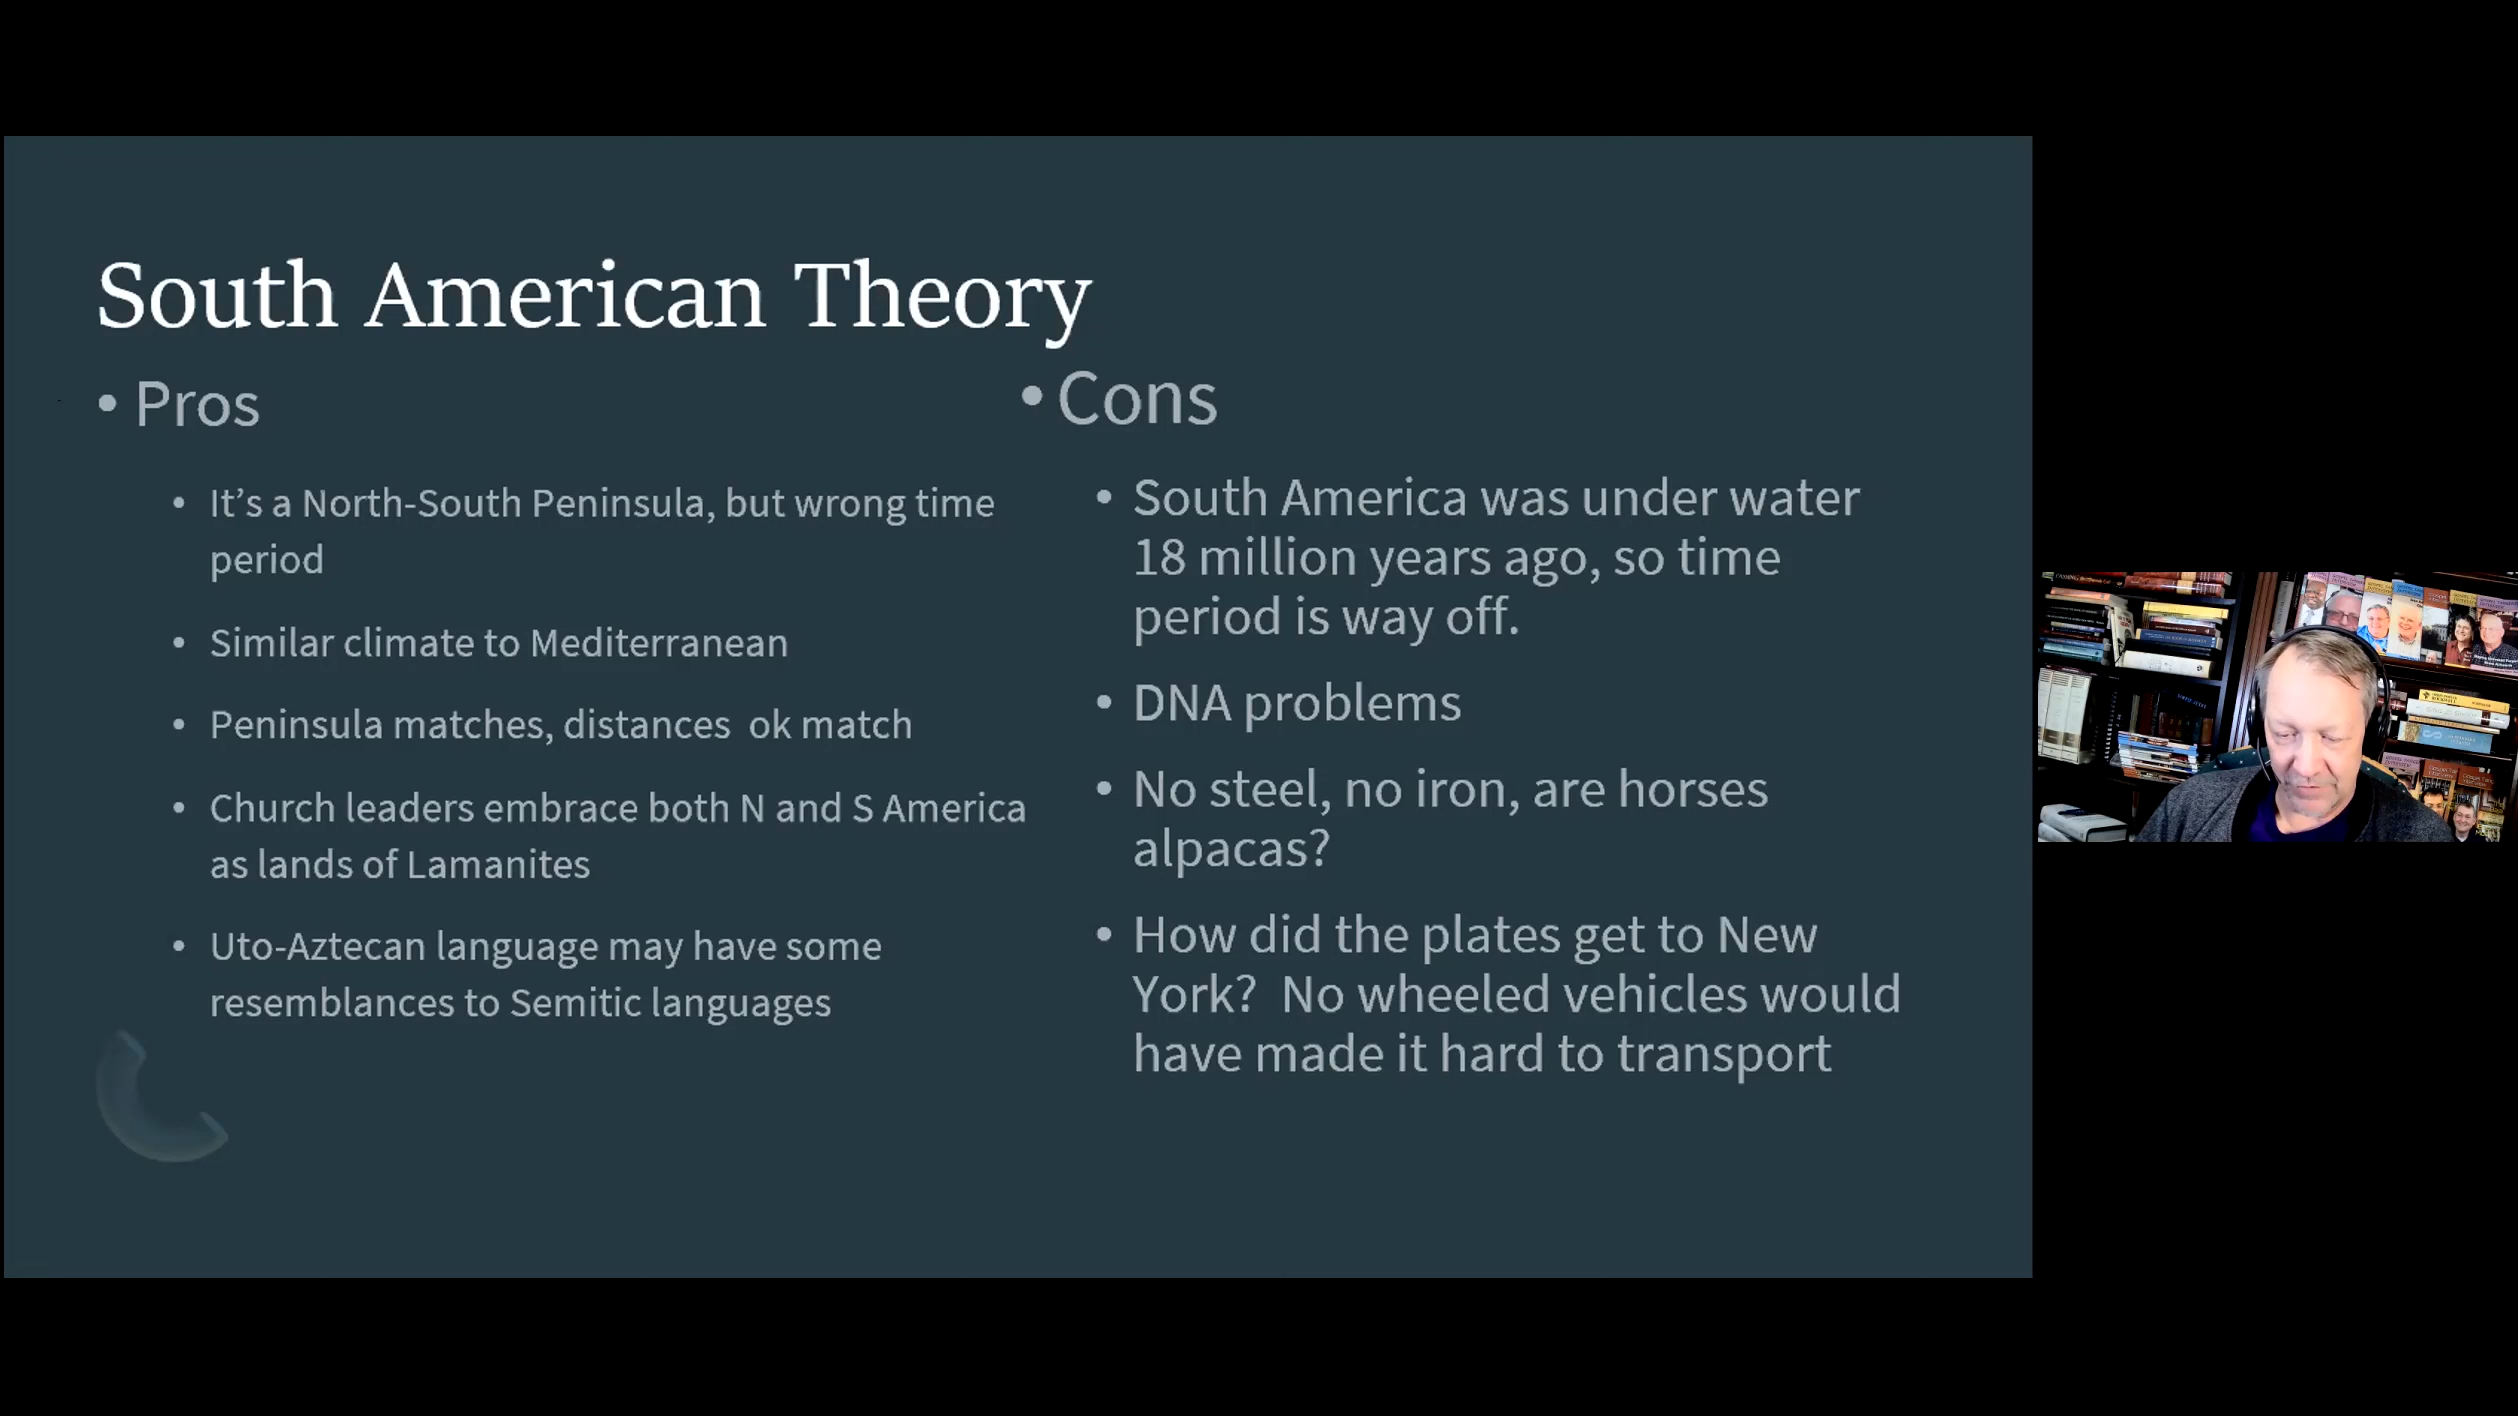 South American Theory
• Pros
• It’s a North-South Peninsula, but wrong time
period
• Similar climate to Mediterranean
• Peninsula matches, distances  ok match
• Church leaders embrace both N and S America
as lands of Lamanites
• Uto-Aztecan language may have some
resemblances to Semitic languages
• Cons
• South America was under water
18 million years ago, so time
period is way off.
• DNA problems
• No steel, no iron, are horses
alpacas?
• How did the plates get to New
York?  No wheeled vehicles would
have made it hard to transport